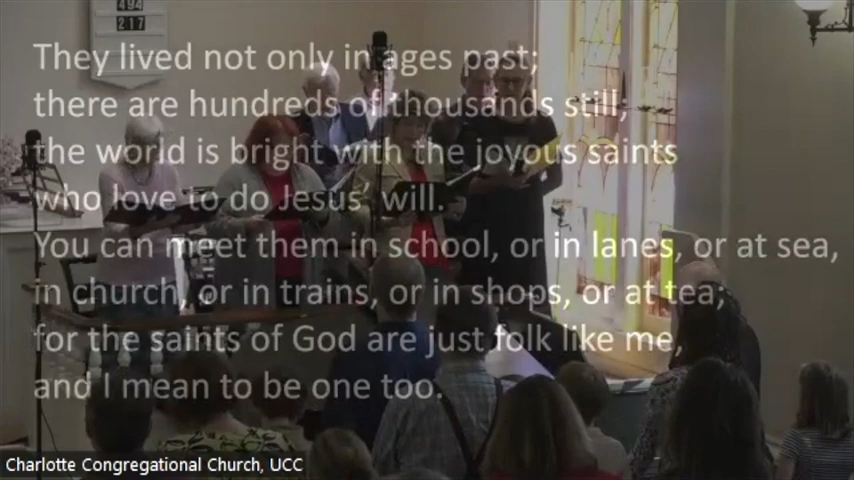 494
217
They lived not only in ages past;
there are hundreds of thousands still,
the world is bright with the joyous saints
who love to do Jesus’ will.
You can meet them in school, or in lanes, or at sea,
in church, or in trains, or in shops, or at tea;
for the saints of God are just folk like me,
and I mean to be one too.
Charlotte Congregational Church, UCC